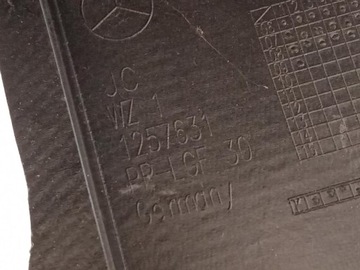 JC
WZ 1
1257631
PP-LGF 30
Germany